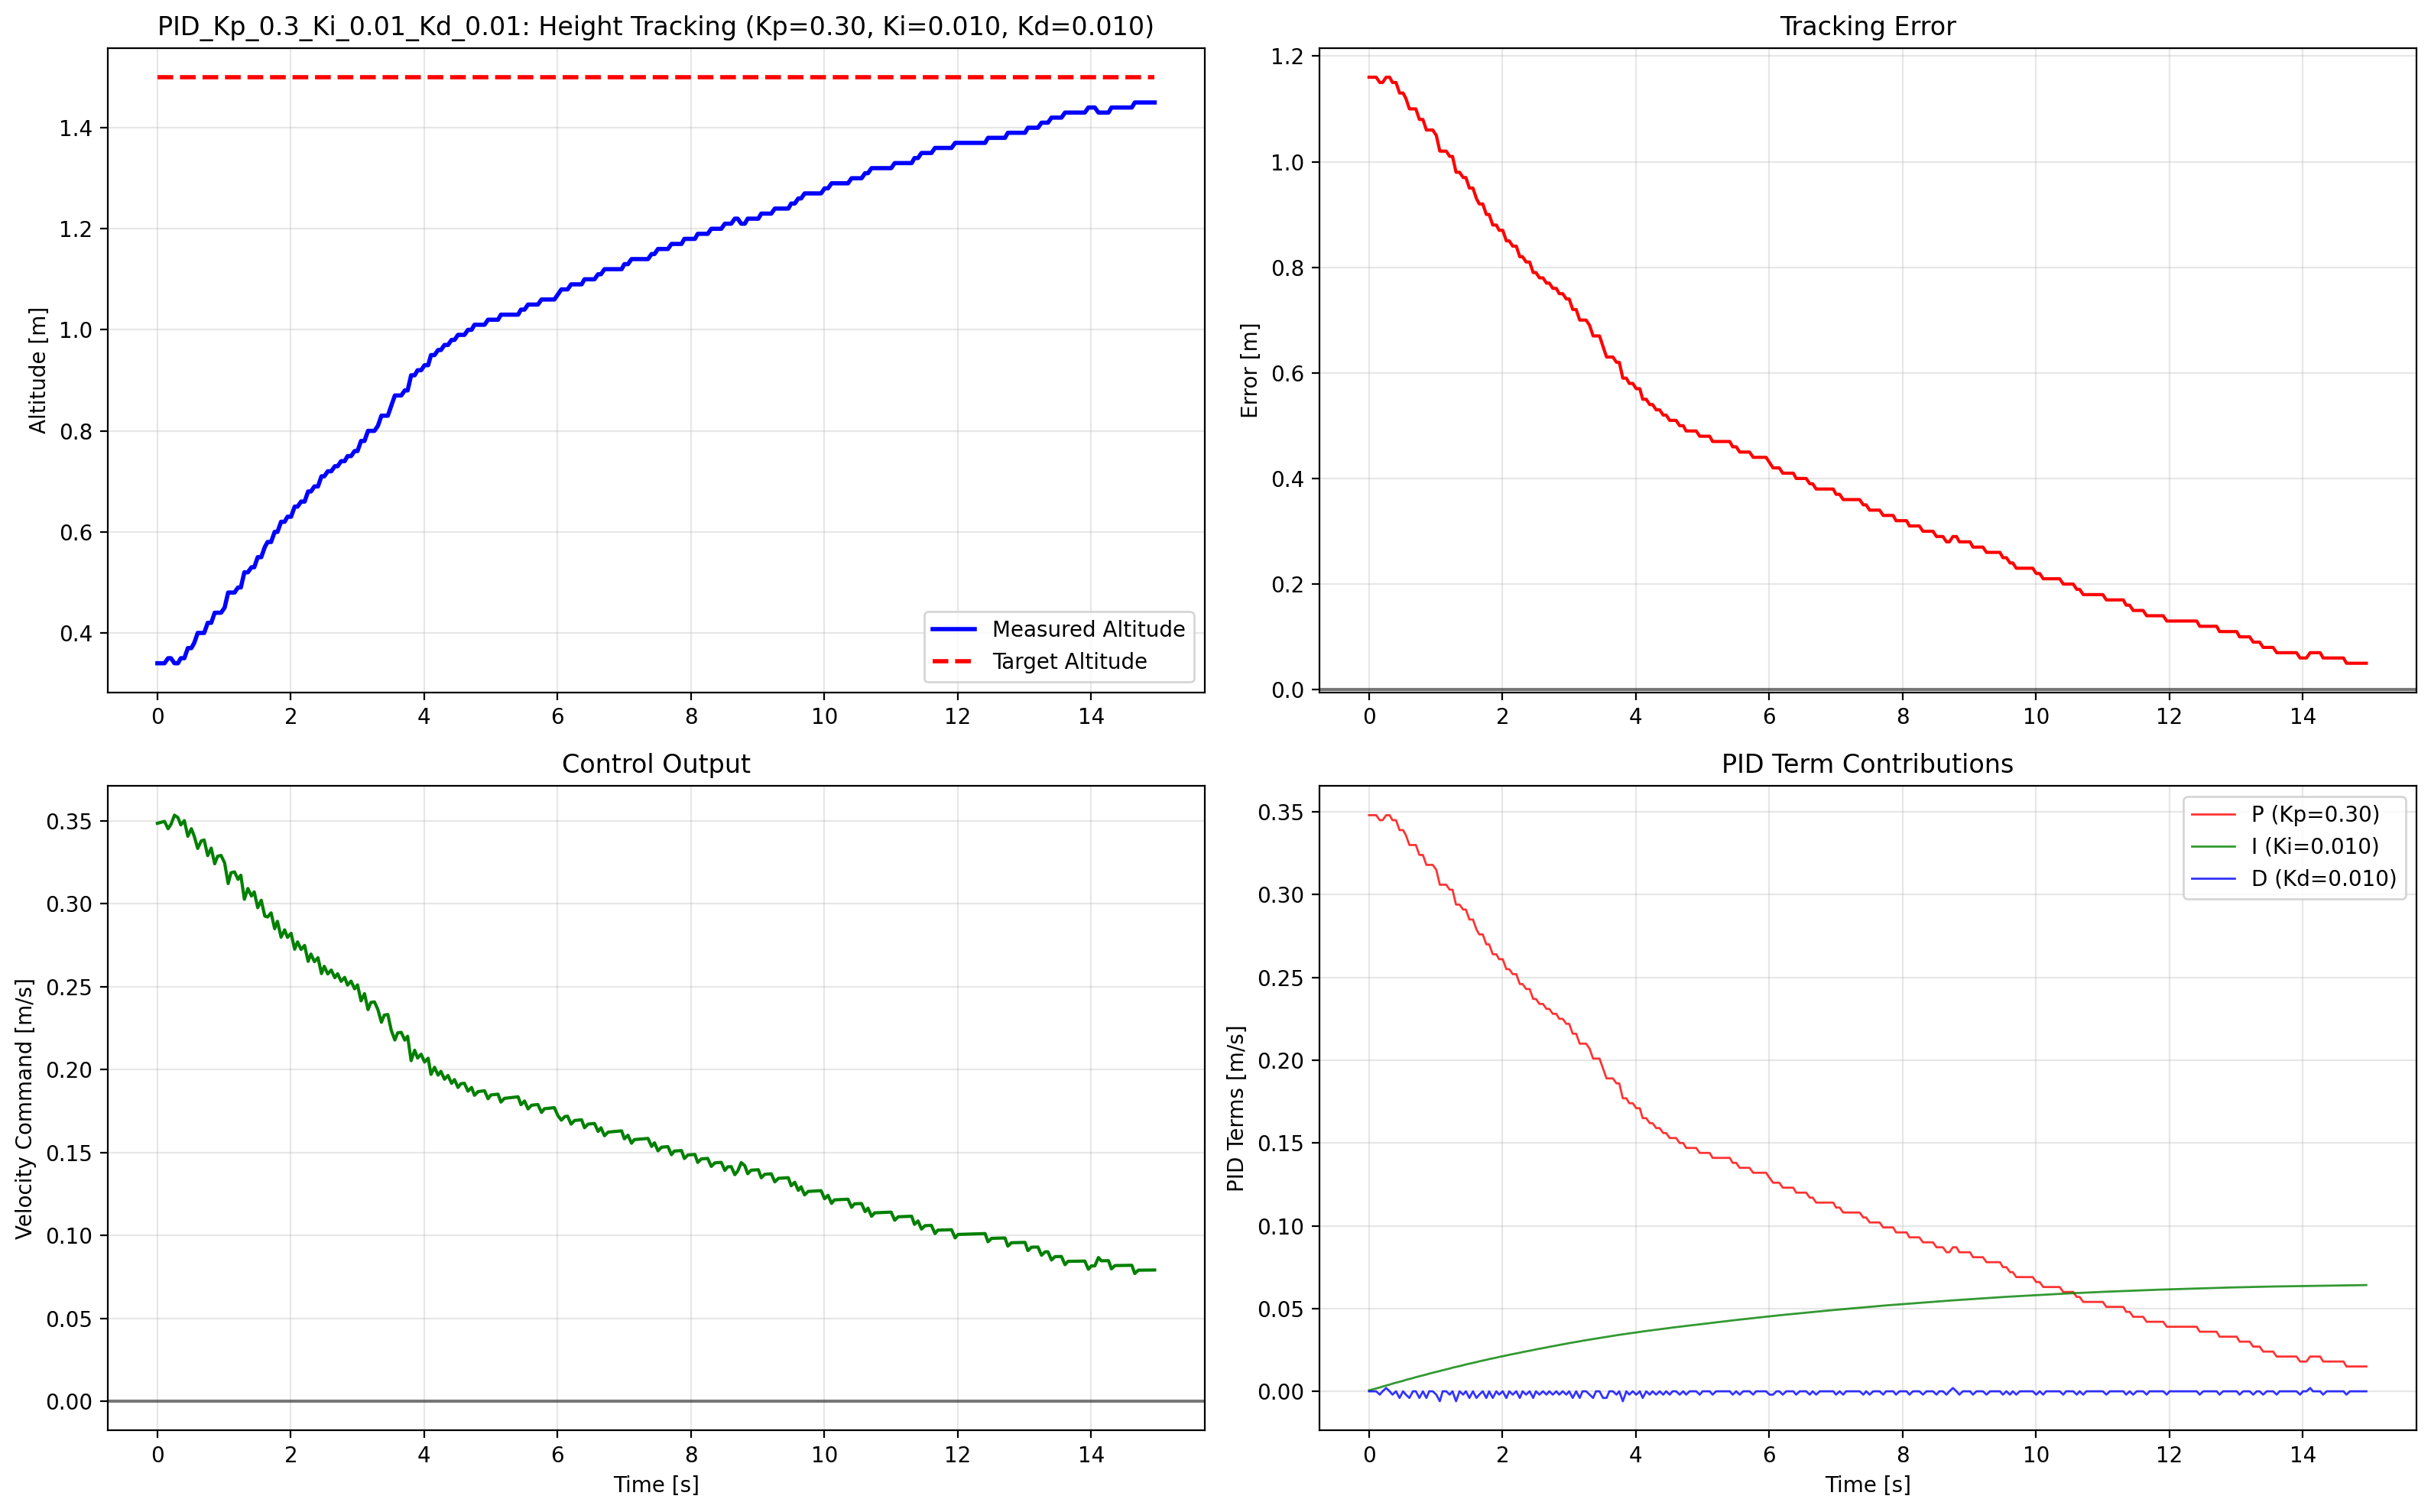 PID_Kp_0.3_Ki_0.01_Kd_0.01: Height Tracking (Kp=0.30, Ki=0.010, Kd=0.010)
Altitude [m]
1.4
1.2
1.0
0.8
0.6
0.4
Measured Altitude
Target Altitude
0 2 4 6 8 10 12 14
Tracking Error
Error [m]
1.2
1.0
0.8
0.6
0.4
0.2
0.0
0 2 4 6 8 10 12 14
Control Output
Velocity Command [m/s]
0.35
0.30
0.25
0.20
0.15
0.10
0.05
0.00
0 2 4 6 8 10 12 14
Time [s]
PID Term Contributions
PID Terms [m/s]
0.35
0.30
0.25
0.20
0.15
0.10
0.05
0.00
P (Kp=0.30)
I (Ki=0.010)
D (Kd=0.010)
0 2 4 6 8 10 12 14
Time [s]